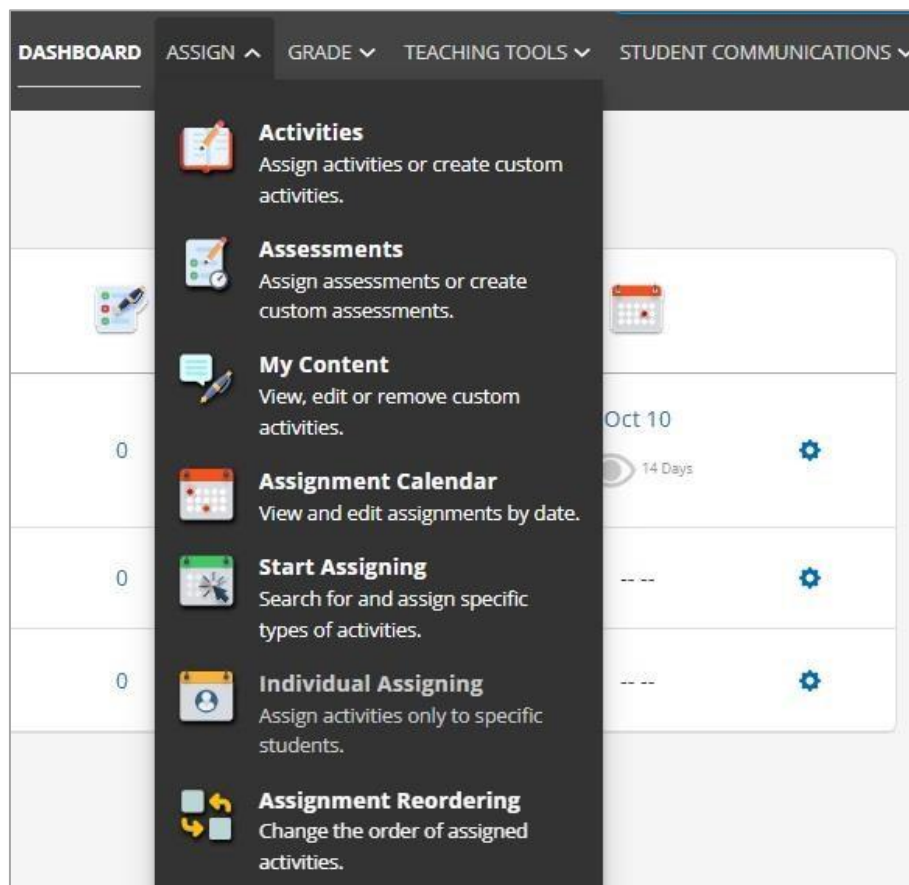 DASHBOARD ASSIGN GRADE TEACHING TOOLS STUDENT COMMUNICATIONS
Activities
Assign activities or create custom
activities.
Assessments
Assign assessments or create
custom assessments.
My Content
View, edit or remove custom
activities.
Assignment Calendar
View and edit assignments by date.
Start Assigning
Search for and assign specific
types of activities.
Individual Assigning
Assign activities only to specific
students.
Assignment Reordering
Change the order of assigned
activities.
0
Oct 10
14 Days
0
-- --
0
-- --